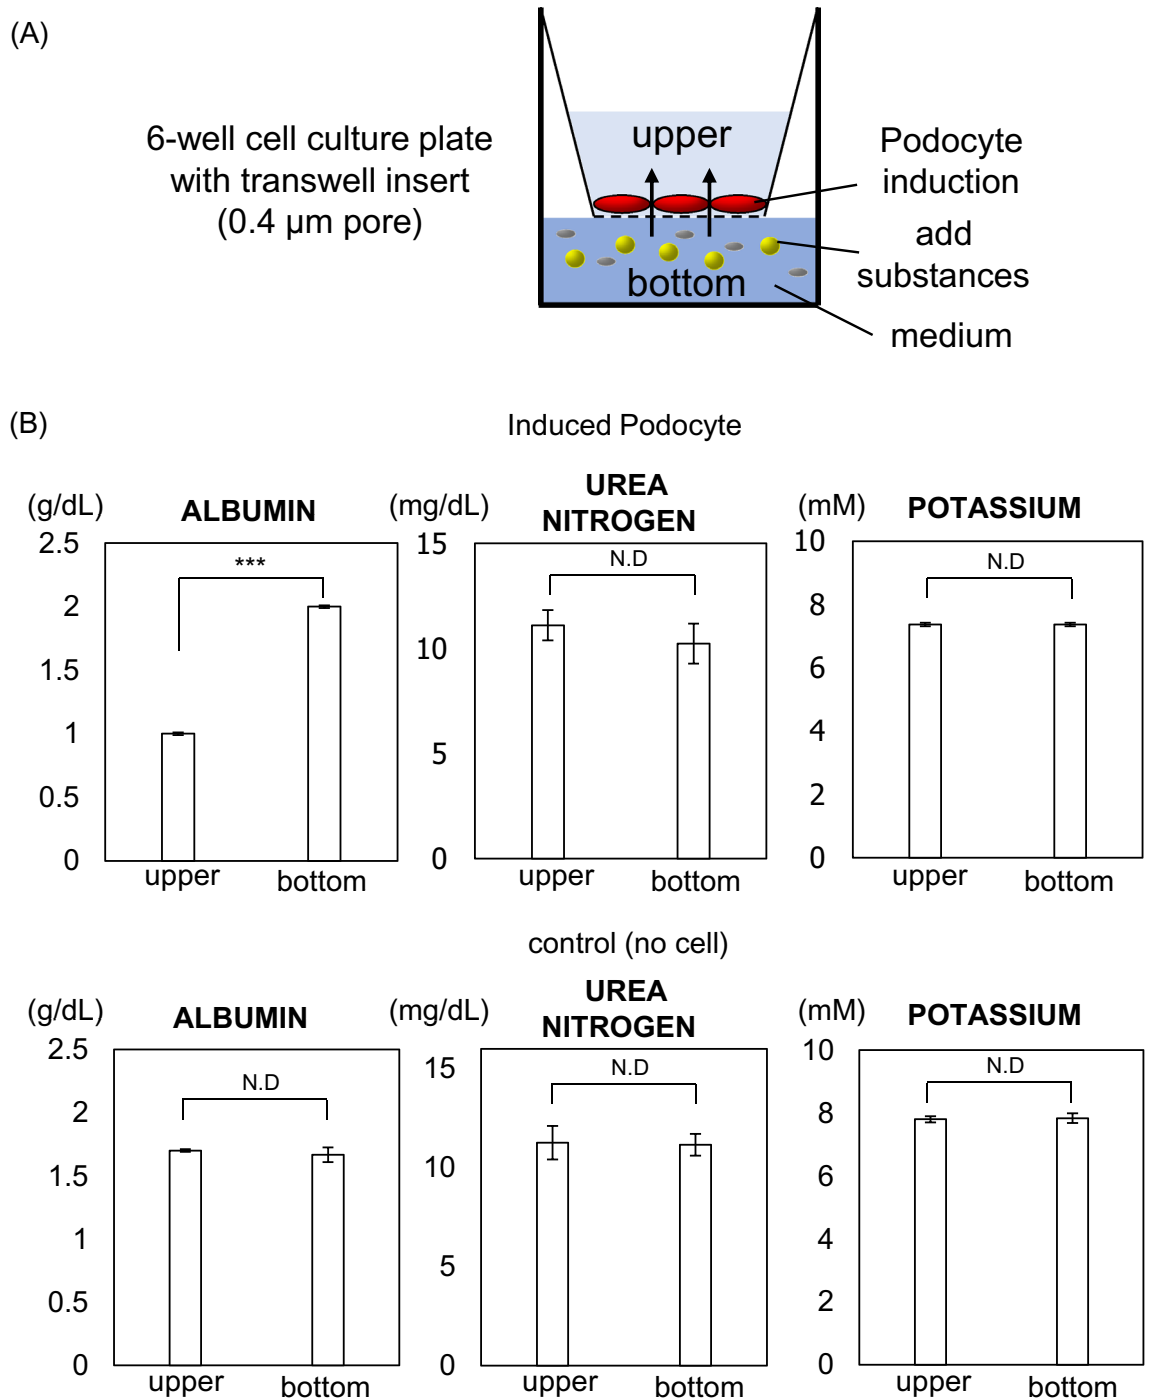 (A)
6-well cell culture plate
with transwell insert
(0.4 µm pore)
upper
bottom
Podocyte
induction
add
substances
medium
(B)
Induced Podocyte
(g/dL)
ALBUMIN
2.5
2
1.5
1
0.5
0
***
upper
bottom
(mg/dL)
UREA
NITROGEN
15
10
5
0
N.D
upper
bottom
(mM)
POTASSIUM
10
8
6
4
2
0
N.D
upper
bottom
control (no cell)
(g/dL)
ALBUMIN
2.5
2
1.5
1
0.5
0
N.D
upper
bottom
(mg/dL)
UREA
NITROGEN
15
10
5
0
N.D
upper
bottom
(mM)
POTASSIUM
10
8
6
4
2
0
N.D
upper
bottom